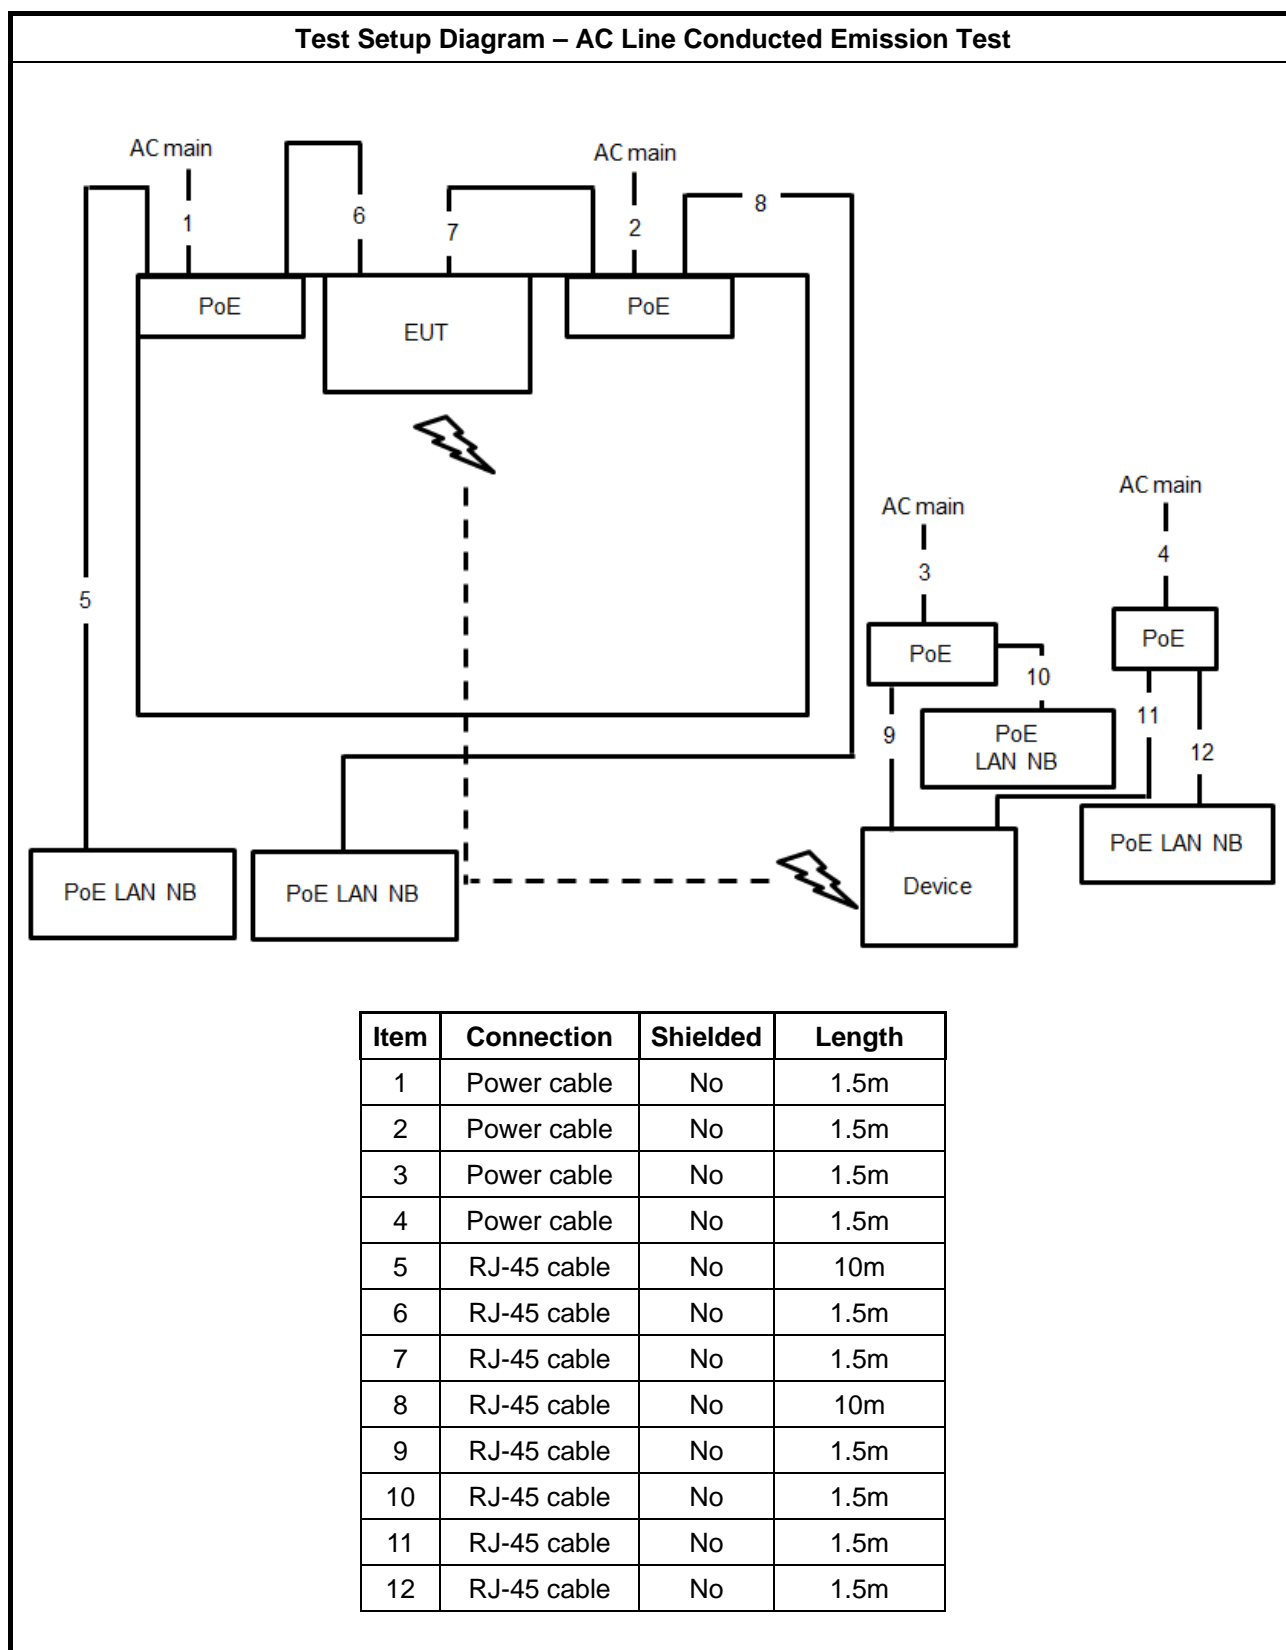 Test Setup Diagram – AC Line Conducted Emission Test
AC main
AC main
1
6
7
2
8
PoE
EUT
PoE
AC main
AC main
3
4
5
PoE
PoE
10
9
11
12
PoE
LAN NB
PoE LAN NB
PoE LAN NB
PoE LAN NB
Device
Item Connection Shielded Length
1 Power cable No 1.5m
2 Power cable No 1.5m
3 Power cable No 1.5m
4 Power cable No 1.5m
5 RJ-45 cable No 10m
6 RJ-45 cable No 1.5m
7 RJ-45 cable No 1.5m
8 RJ-45 cable No 10m
9 RJ-45 cable No 1.5m
10 RJ-45 cable No 1.5m
11 RJ-45 cable No 1.5m
12 RJ-45 cable No 1.5m